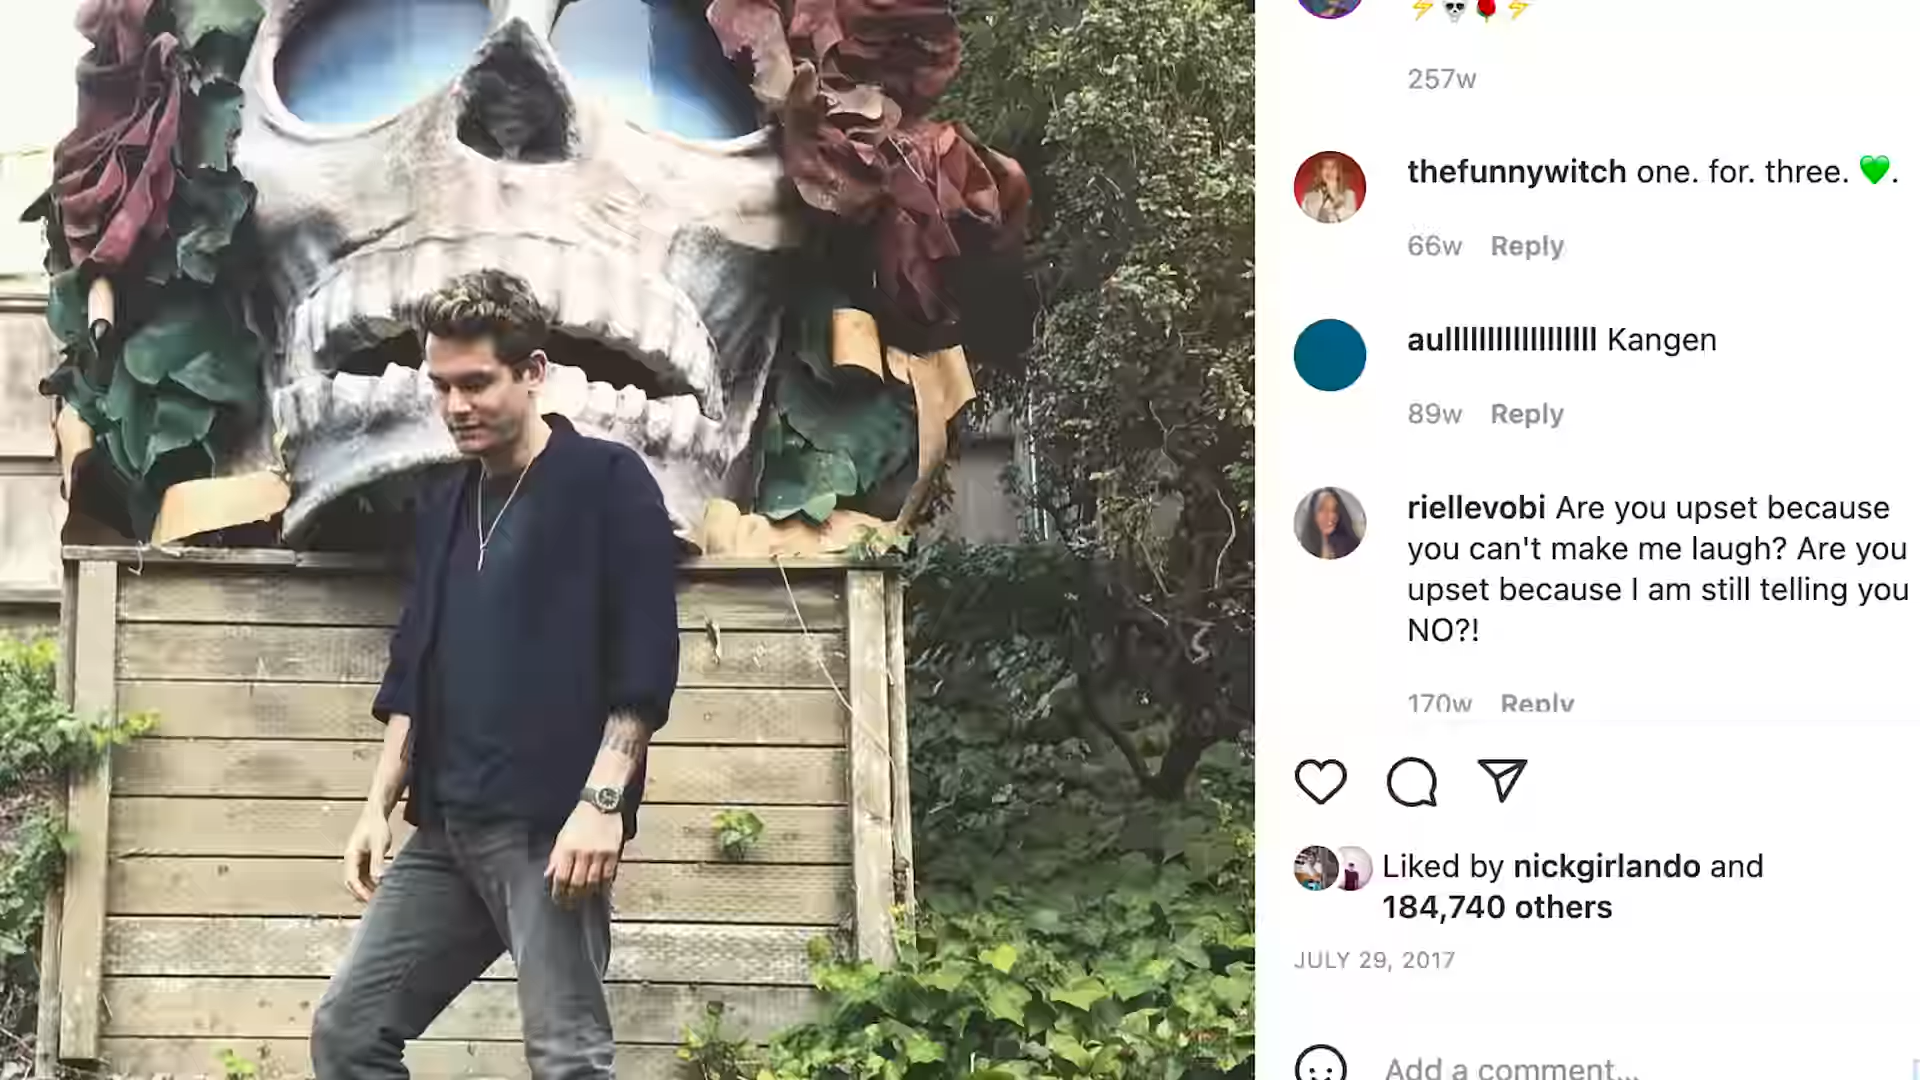 ⚡💀🌹⚡
257w
thefunnywitch one. for. three. 💚.
66w Reply
aulllllllllllllllllll Kangen
89w Reply
riellevobi Are you upset because
you can't make me laugh? Are you
upset because I am still telling you
NO?!
170w Reply
Liked by nickgirlando and
184,740 others
JULY 29, 2017
Add a comment...